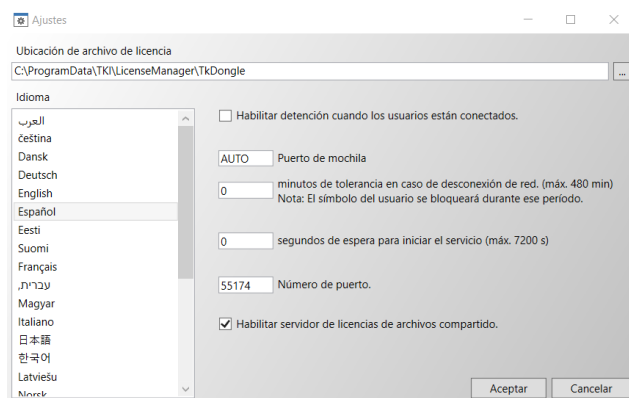 Ajustes
Ubicación de archivo de licencia
C:\ProgramData\TKI\LicenseManager\TkDongle
...
Idioma
العرب
čeština
Dansk
Deutsch
English
Español
Eesti
Suomi
Français
עברית,
Magyar
Italiano
日本語
한국어
Latviešu
Norsk
Habilitar detención cuando los usuarios están conectados.
AUTO Puerto de mochila
0 minutos de tolerancia en caso de desconexión de red. (máx. 480 min)
Nota: El símbolo del usuario se bloqueará durante ese período.
0 segundos de espera para iniciar el servicio (máx. 7200 s)
55174 Número de puerto.
Habilitar servidor de licencias de archivos compartido.
Aceptar Cancelar